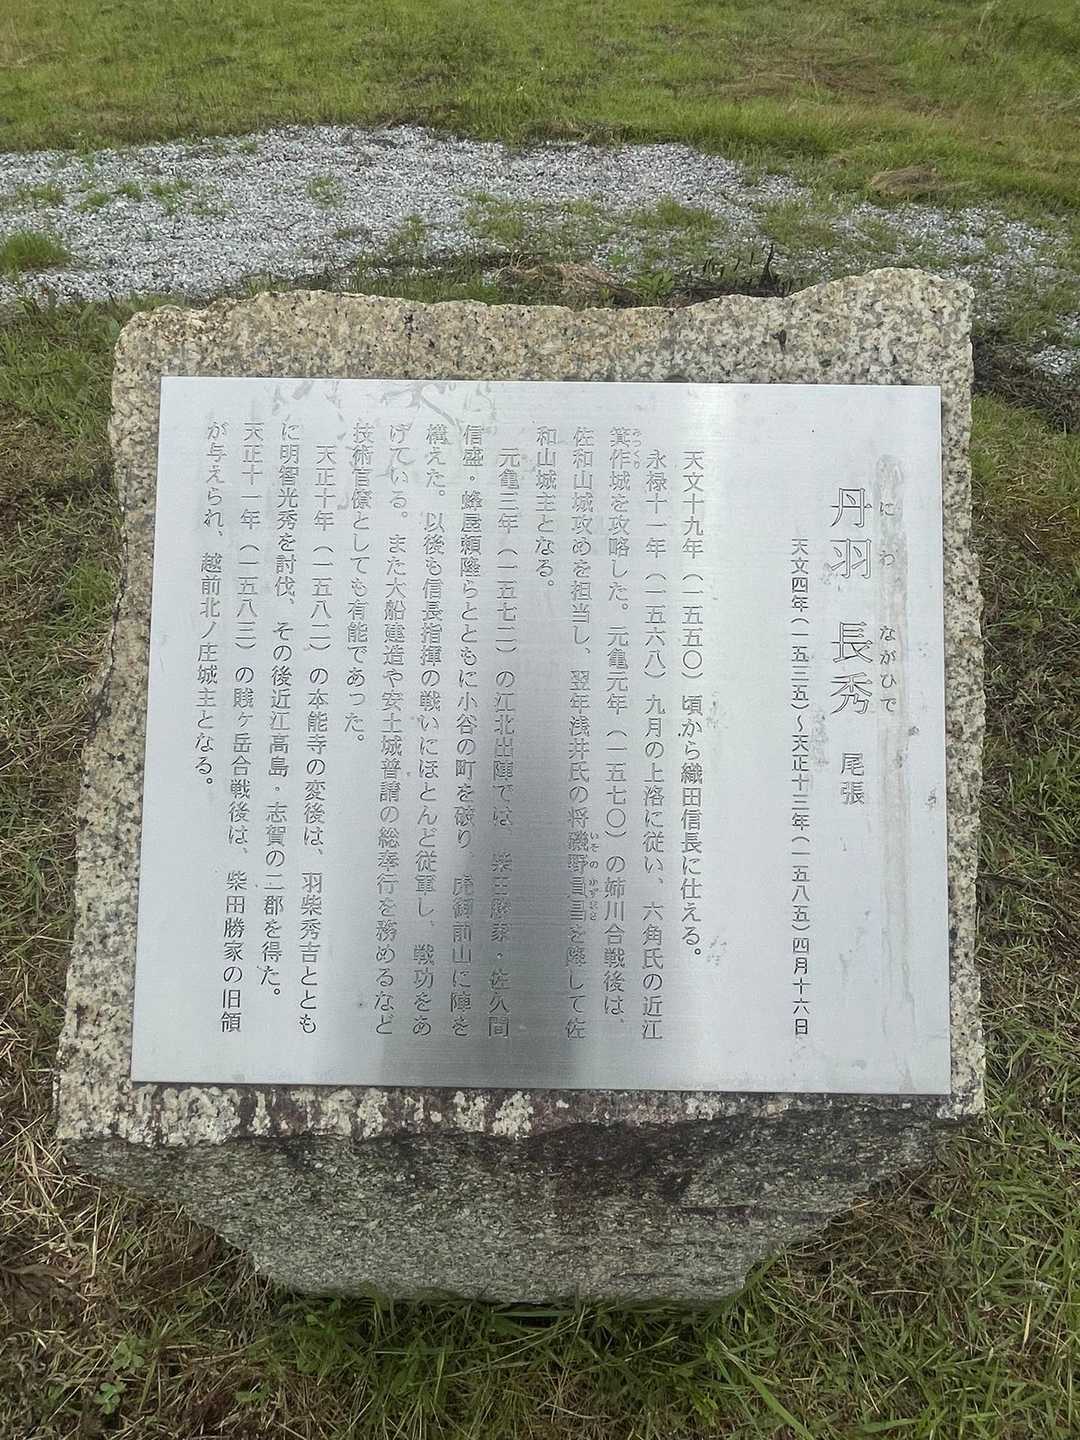 にわ ながひで
丹羽 長秀 尾張
天文四年(一五三五)～天正十三年(一五八五)四月十六日
天文十九年(一五五〇)頃から織田信長に仕える。
永禄十一年(一五六八)九月の上洛に従い、六角氏の近江
みつくり
箕作城を攻略した。元亀元年(一五七〇)の姉川合戦後は、
いその かずまさ
佐和山城攻めを担当し、翌年浅井氏の将磯野員昌を降して佐
和山城主となる。
元亀三年(一五七二)の江北出陣では、柴田勝家・佐久間
信盛・蜂屋頼隆らとともに小谷の町を破り、虎御前山に陣を
構えた。以後も信長指揮の戦いにほとんど従軍し、戦功をあ
げている。また大船建造や安土城普請の総奉行を務めるなど
技術官僚としても有能であった。
天正十年(一五八二)の本能寺の変後は、羽柴秀吉ととも
に明智光秀を討伐、その後近江高島・志賀の二郡を得た。
天正十一年(一五八三)の賤ヶ岳合戦後は、柴田勝家の旧領
が与えられ、越前北ノ庄城主となる。